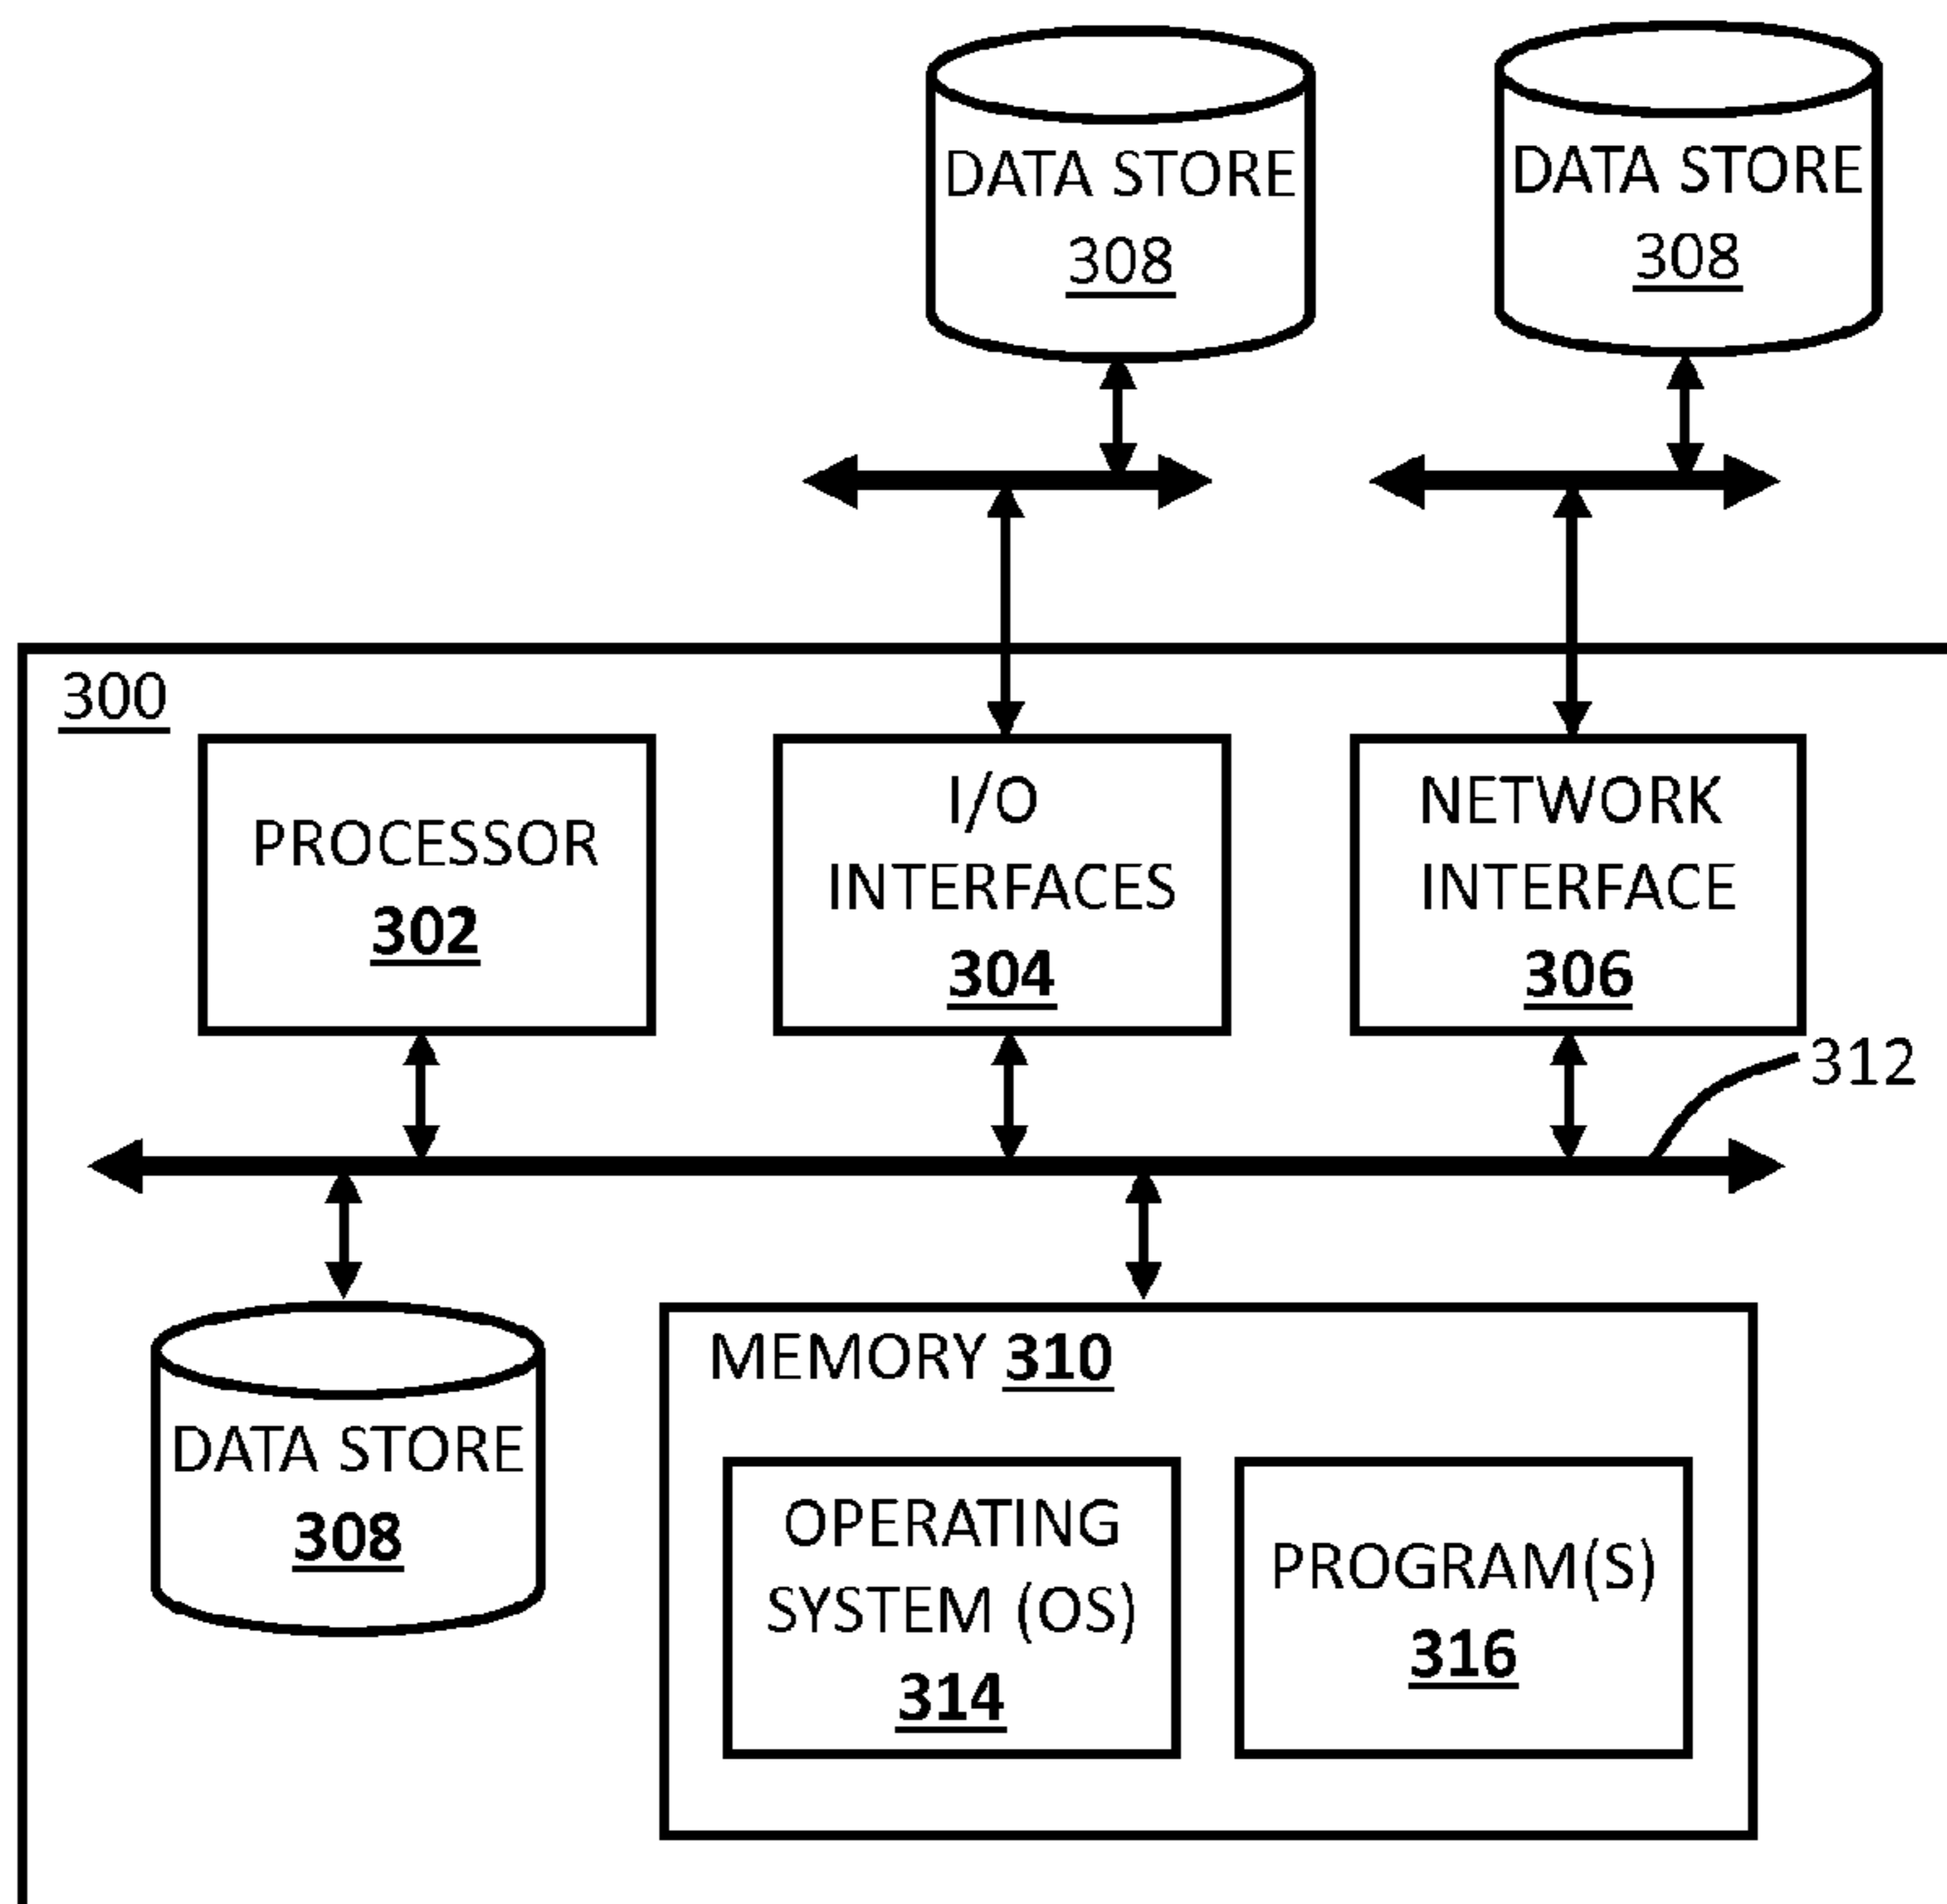 DATA STORE
308
DATA STORE
308
300
PROCESSOR
302
I/O
INTERFACES
304
NETWORK
INTERFACE
306
312
DATA STORE
308
MEMORY 310
OPERATING
SYSTEM (OS)
314
PROGRAM(S)
316